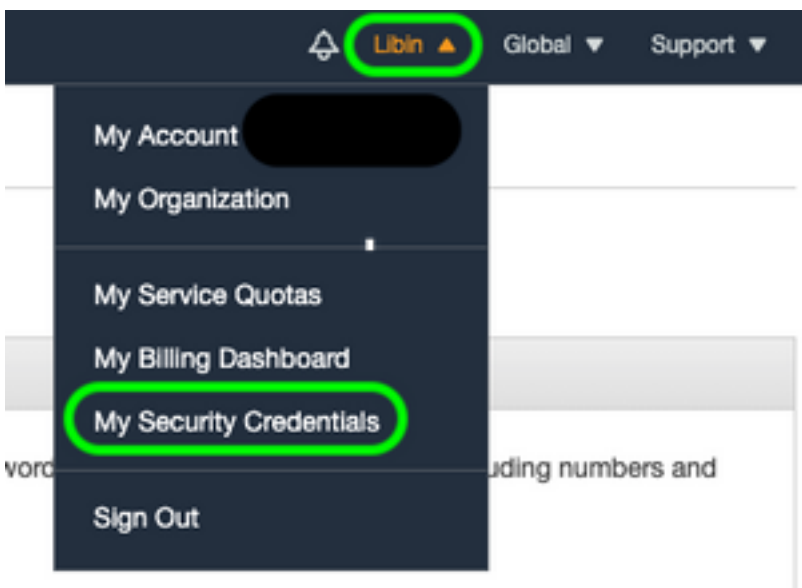 Libin Global Support
My Account
My Organization
My Service Quotas
My Billing Dashboard
My Security Credentials
numbers and
Sign Out